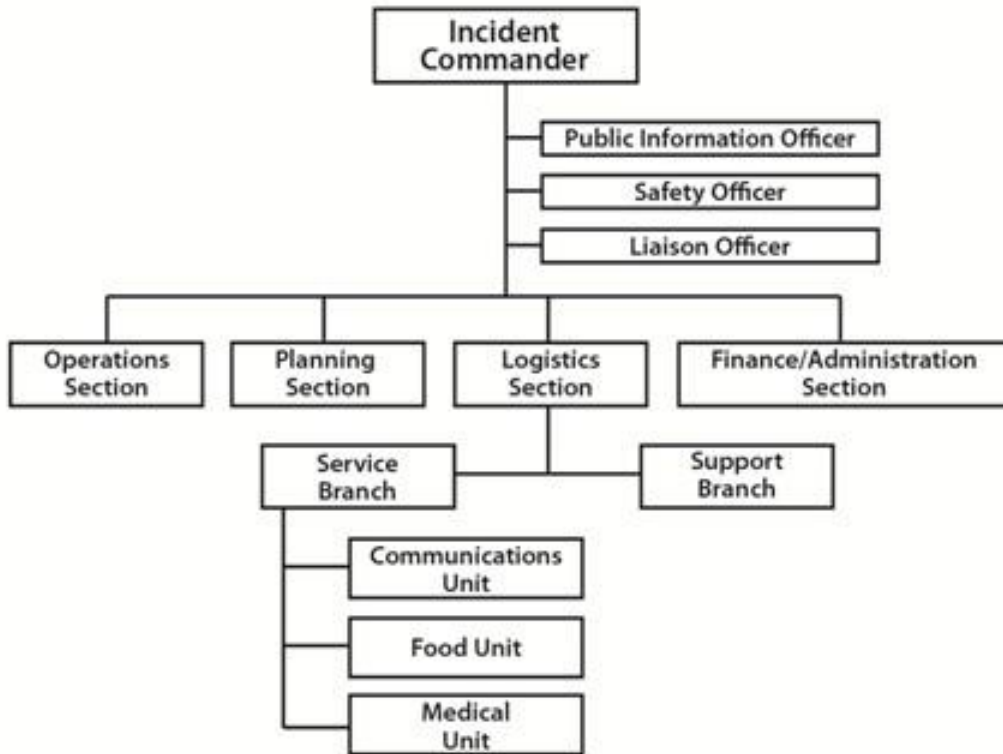 Incident
Commander
Public Information Officer
Safety Officer
Liaison Officer
Operations
Section
Planning
Section
Logistics
Section
Finance/Administration
Section
Service
Branch
Support
Branch
Communications
Unit
Food Unit
Medical
Unit